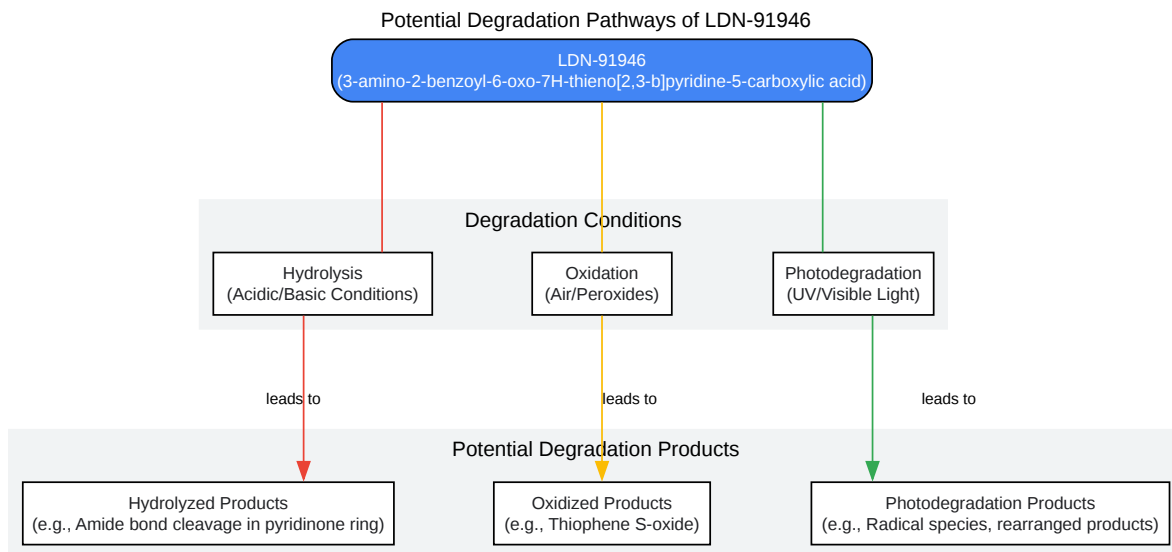 Potential Degradation Pathways of LDN-91946
LDN-91946
(3-amino-2-benzoyl-6-oxo-7H-thieno[2,3-b]pyridine-5-carboxylic acid)
Degradation Conditions
Hydrolysis
(Acidic/Basic Conditions)
Oxidation
(Air/Peroxides)
Photodegradation
(UV/Visible Light)
leads to
leads to
leads to
Potential Degradation Products
Hydrolyzed Products
(e.g., Amide bond cleavage in pyridinone ring)
Oxidized Products
(e.g., Thiophene S-oxide)
Photodegradation Products
(e.g., Radical species, rearranged products)